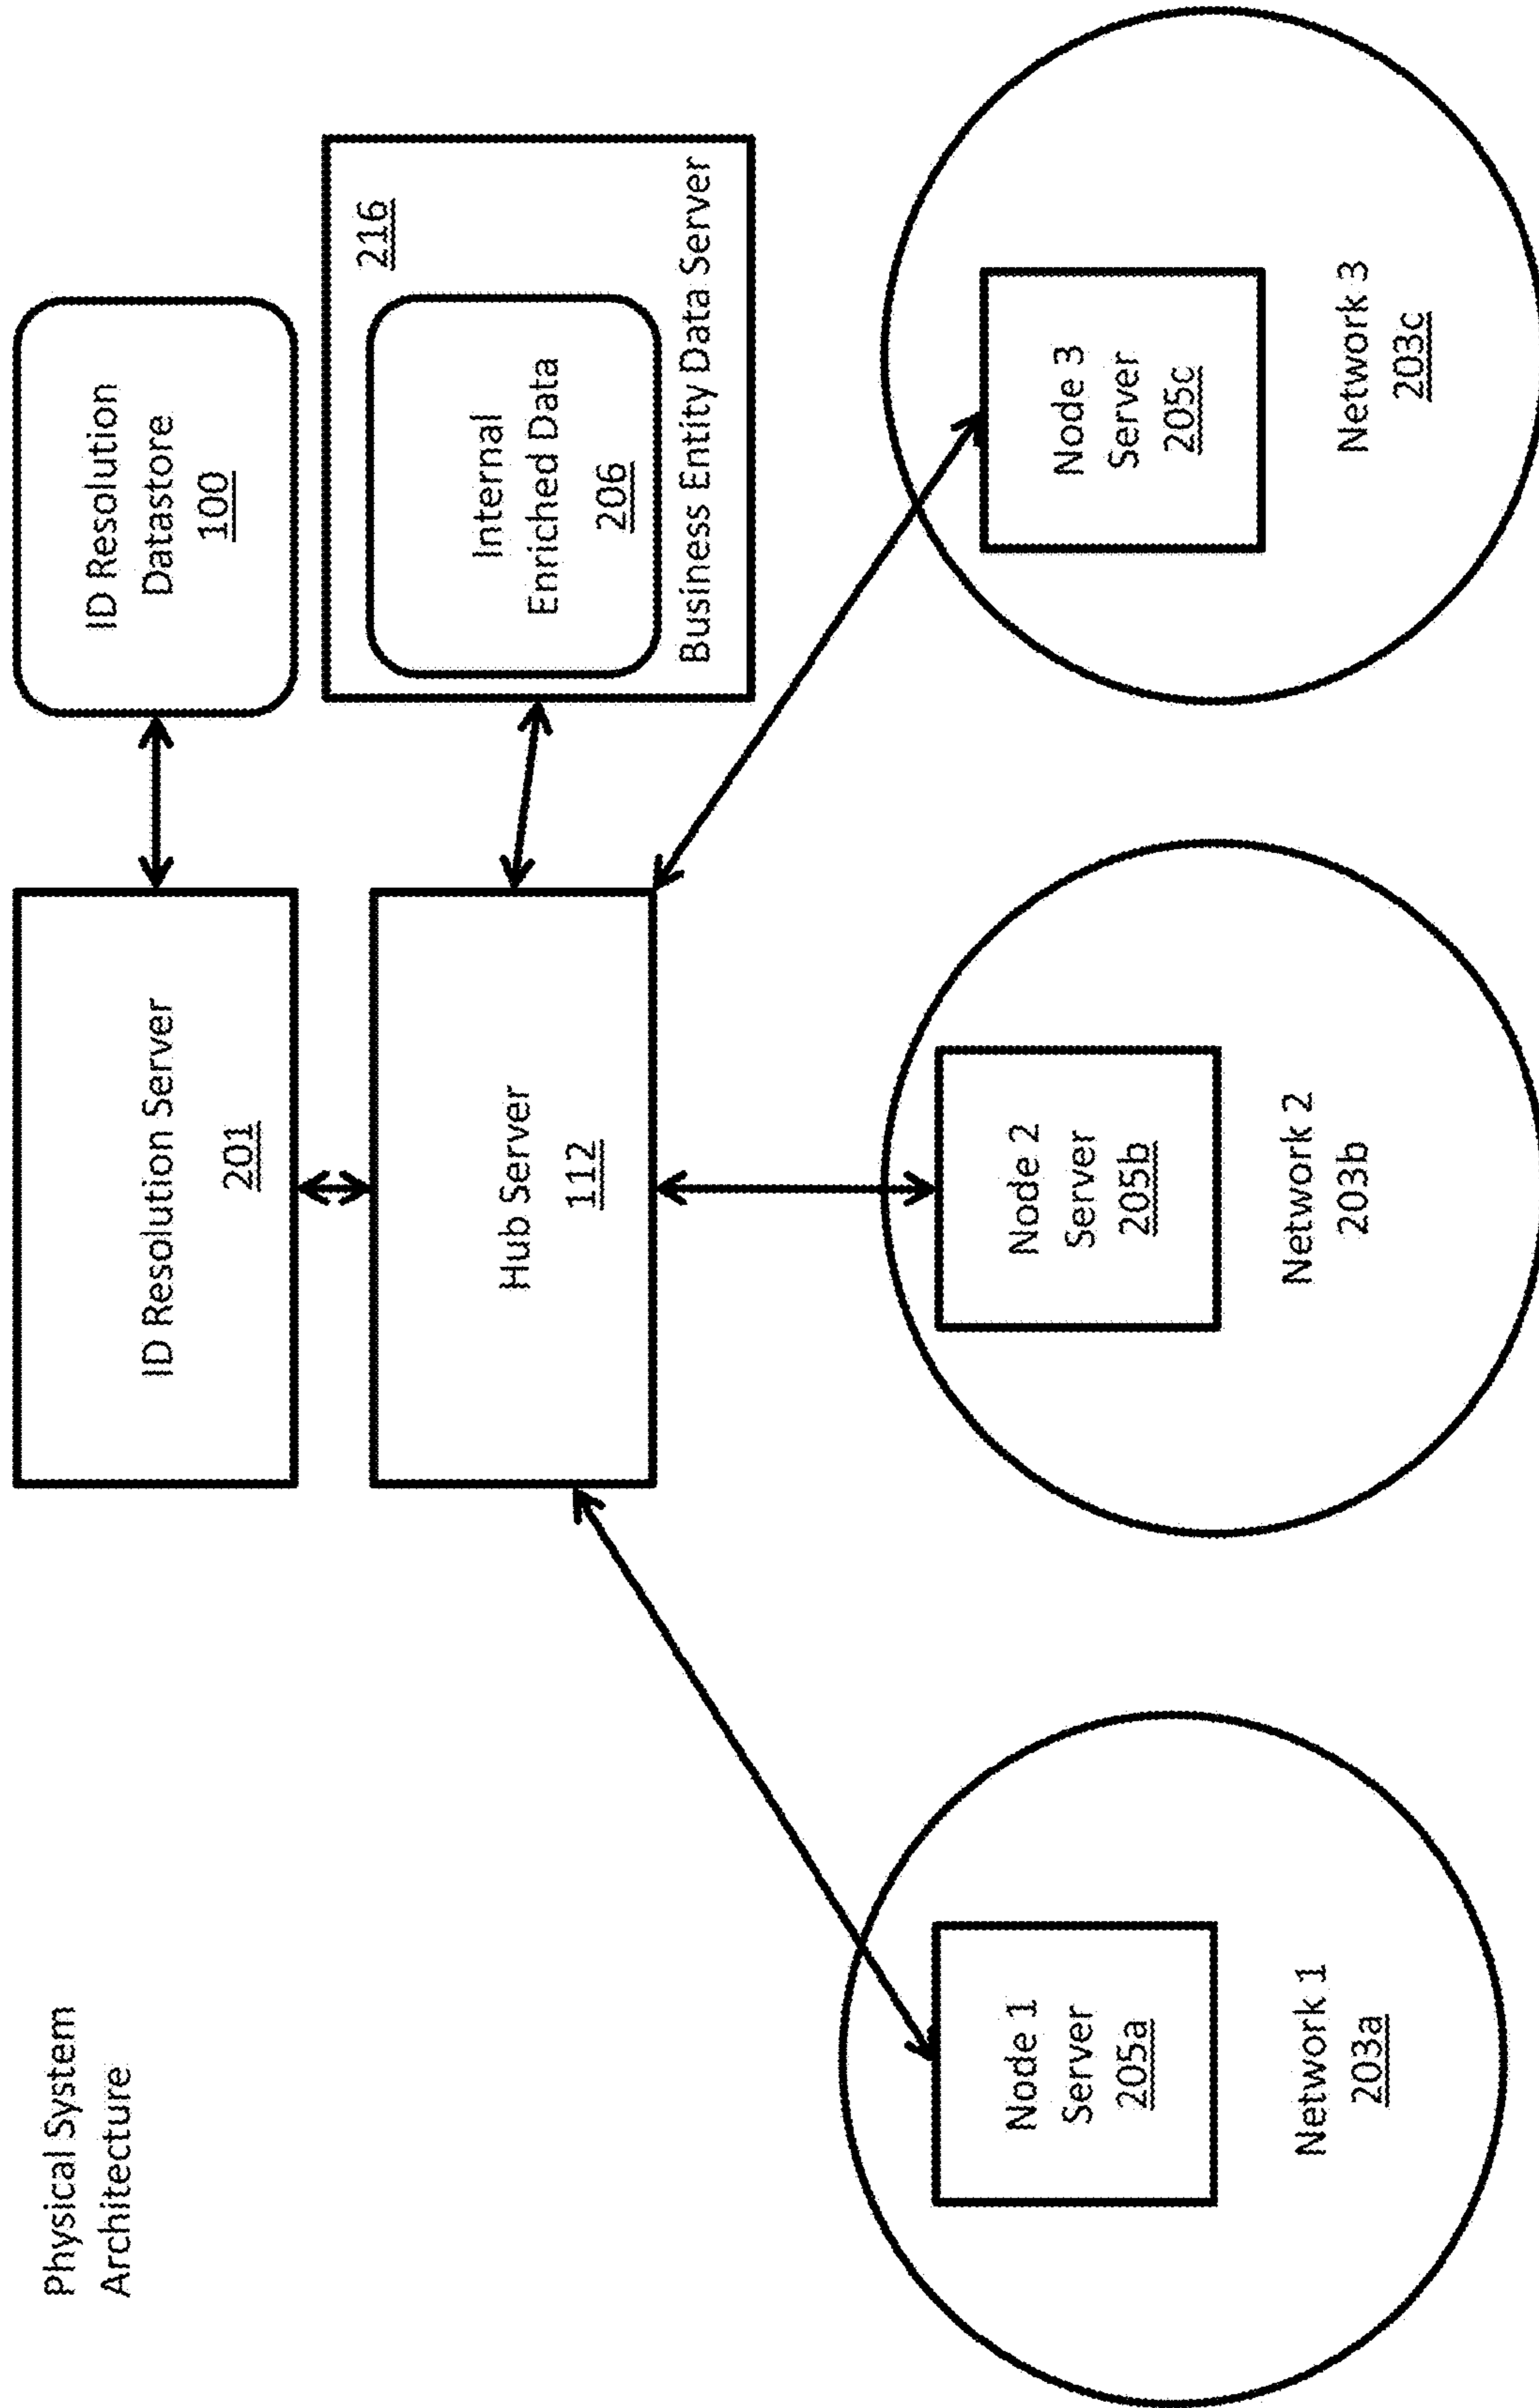 Physical System
Architecture
ID Resolution Server
201
ID Resolution
Datastore
100
Hub Server
112
216
Internal
Enriched Data
206
Business Entity Data Server
Node 1
Server
205a
Network 1
203a
Node 2
Server
205b
Network 2
203b
Node 3
Server
205c
Network 3
203c